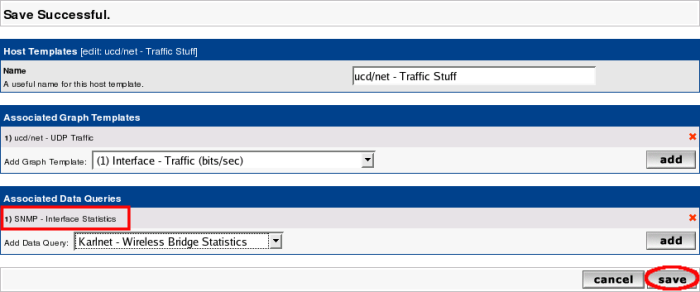 Save Successful.
Host Templates [edit: ucd/net - Traffic Stuff]
Name
A useful name for this host template.
ucd/net - Traffic Stuff
Associated Graph Templates
1) ucd/net - UDP Traffic
Add Graph Template: (1) Interface - Traffic (bits/sec) add
Associated Data Queries
1) SNMP - Interface Statistics
Add Data Query: Karlnet - Wireless Bridge Statistics add
cancel save